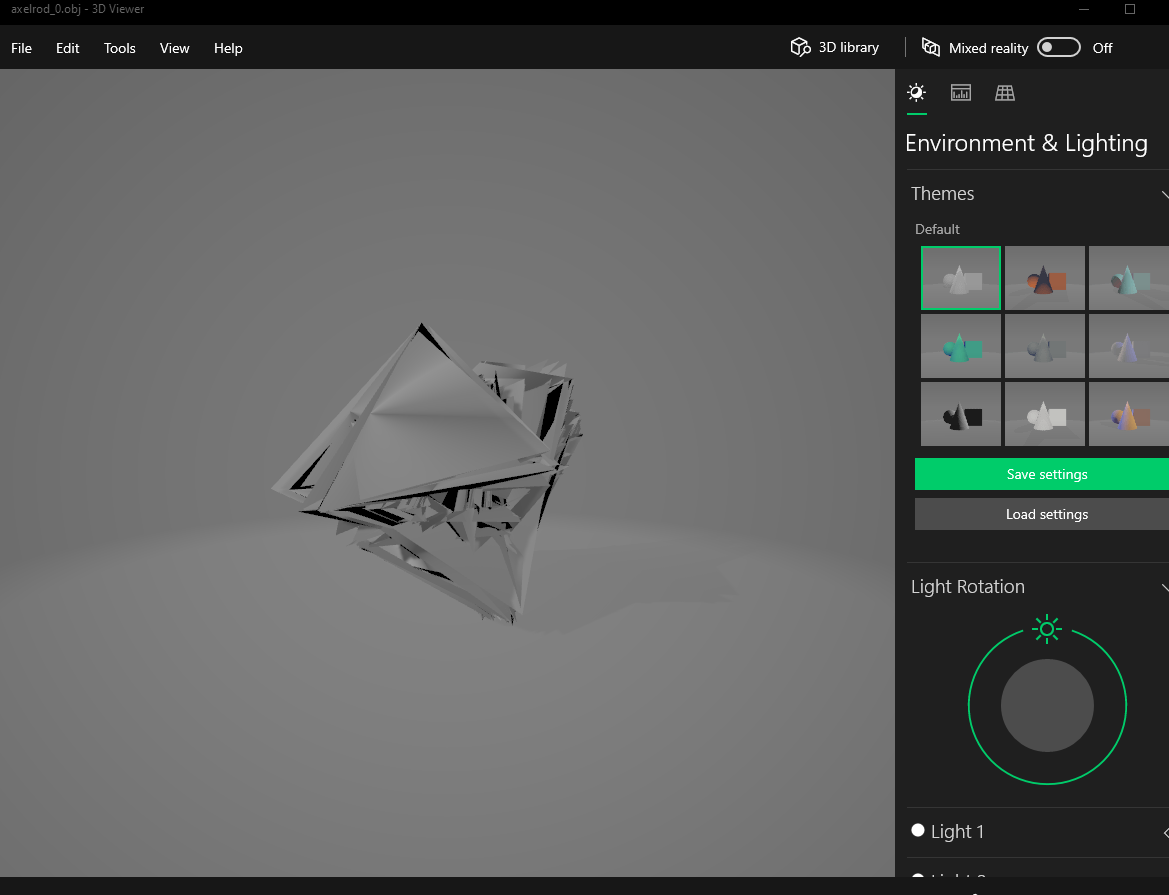 axelrod_0.obj - 3D Viewer
File Edit Tools View Help 3D library Mixed reality Off
Environment & Lighting
Themes
Default
Save settings
Load settings
Light Rotation
Light 1